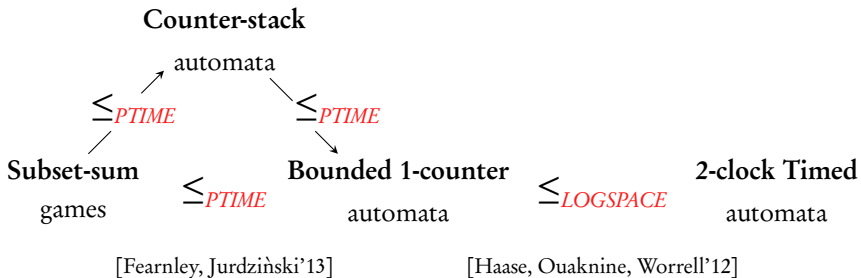 Counter-stack
automata
≤PTIME ≤PTIME
Subset-sum ≤PTIME Bounded 1-counter ≤LOGSPACE 2-clock Timed
games automata automata
[Fearnley, Jurdzìnski'13] [Haase, Ouaknine, Worrell'12]